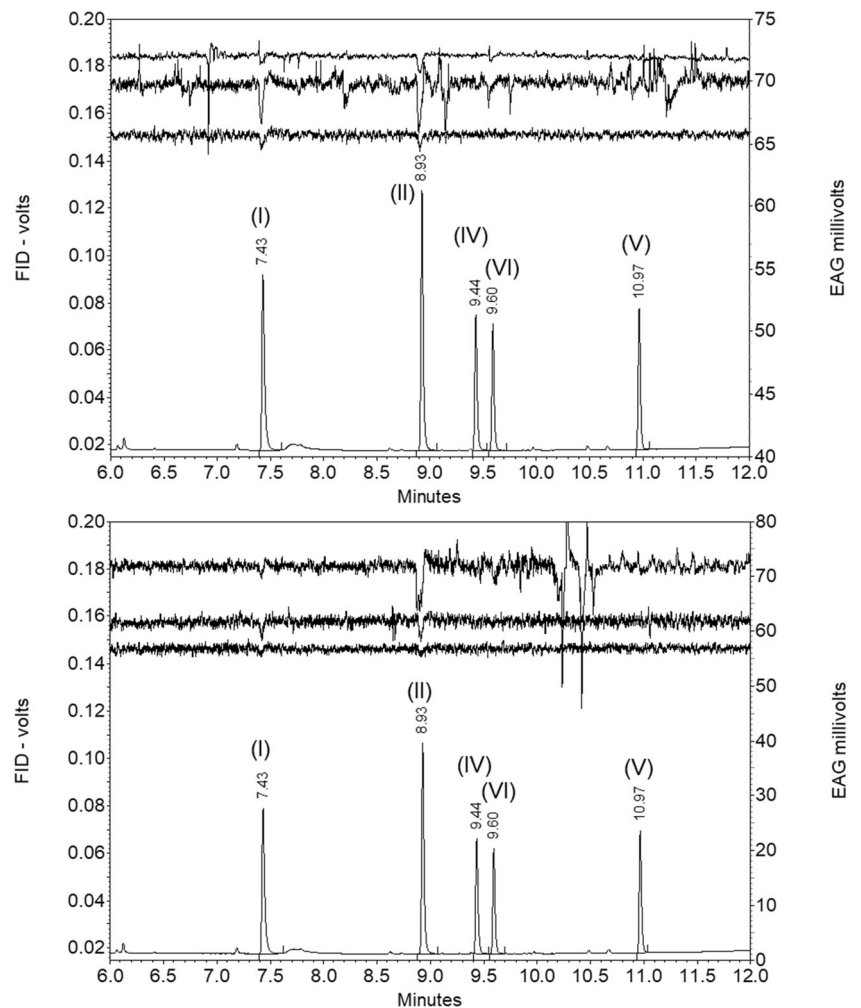 0.20
0.18
0.16
0.14
0.12
0.10
0.08
0.06
0.04
0.02
FID - volts
75
70
65
60
55
50
45
40
EAG millivolts
(I)
7.43
(II)
8.93
(IV)
9.44
(VI)
9.60
(V)
10.97
6.0 6.5 7.0 7.5 8.0 8.5 9.0 9.5 10.0 10.5 11.0 11.5 12.0
Minutes
0.20
0.18
0.16
0.14
0.12
0.10
0.08
0.06
0.04
0.02
FID - volts
80
70
60
50
40
30
20
10
0
EAG millivolts
(I)
7.43
(II)
8.93
(IV)
9.44
(VI)
9.60
(V)
10.97
6.0 6.5 7.0 7.5 8.0 8.5 9.0 9.5 10.0 10.5 11.0 11.5 12.0
Minutes